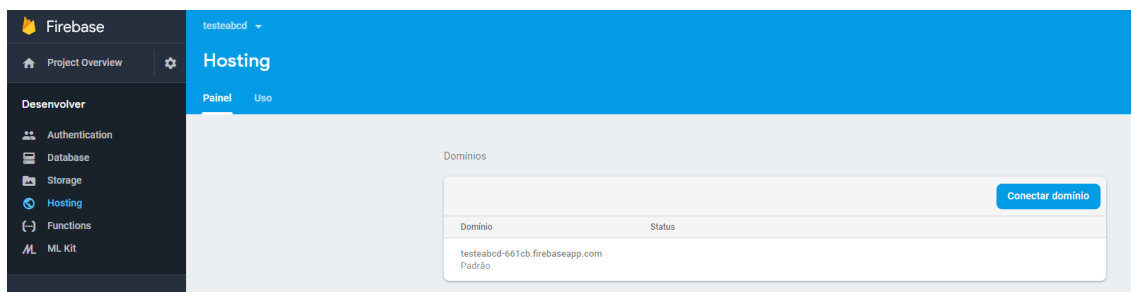 Firebase
Project Overview
Desenvolver
Authentication
Database
Storage
Hosting
Functions
ML Kit
testeabcd
Hosting
Painel Uso
Domínios
Conectar domínio
Domínio Status
testeabcd-661cb.firebaseapp.com
Padrão